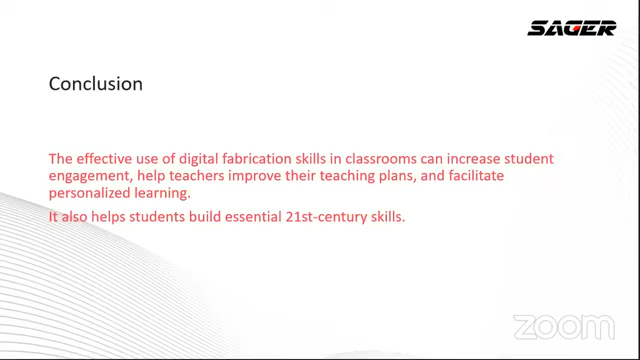 SAGER
Conclusion
The effective use of digital fabrication skills in classrooms can increase student
engagement, help teachers improve their teaching plans, and facilitate
personalized learning.
It also helps students build essential 21st-century skills.
zoom